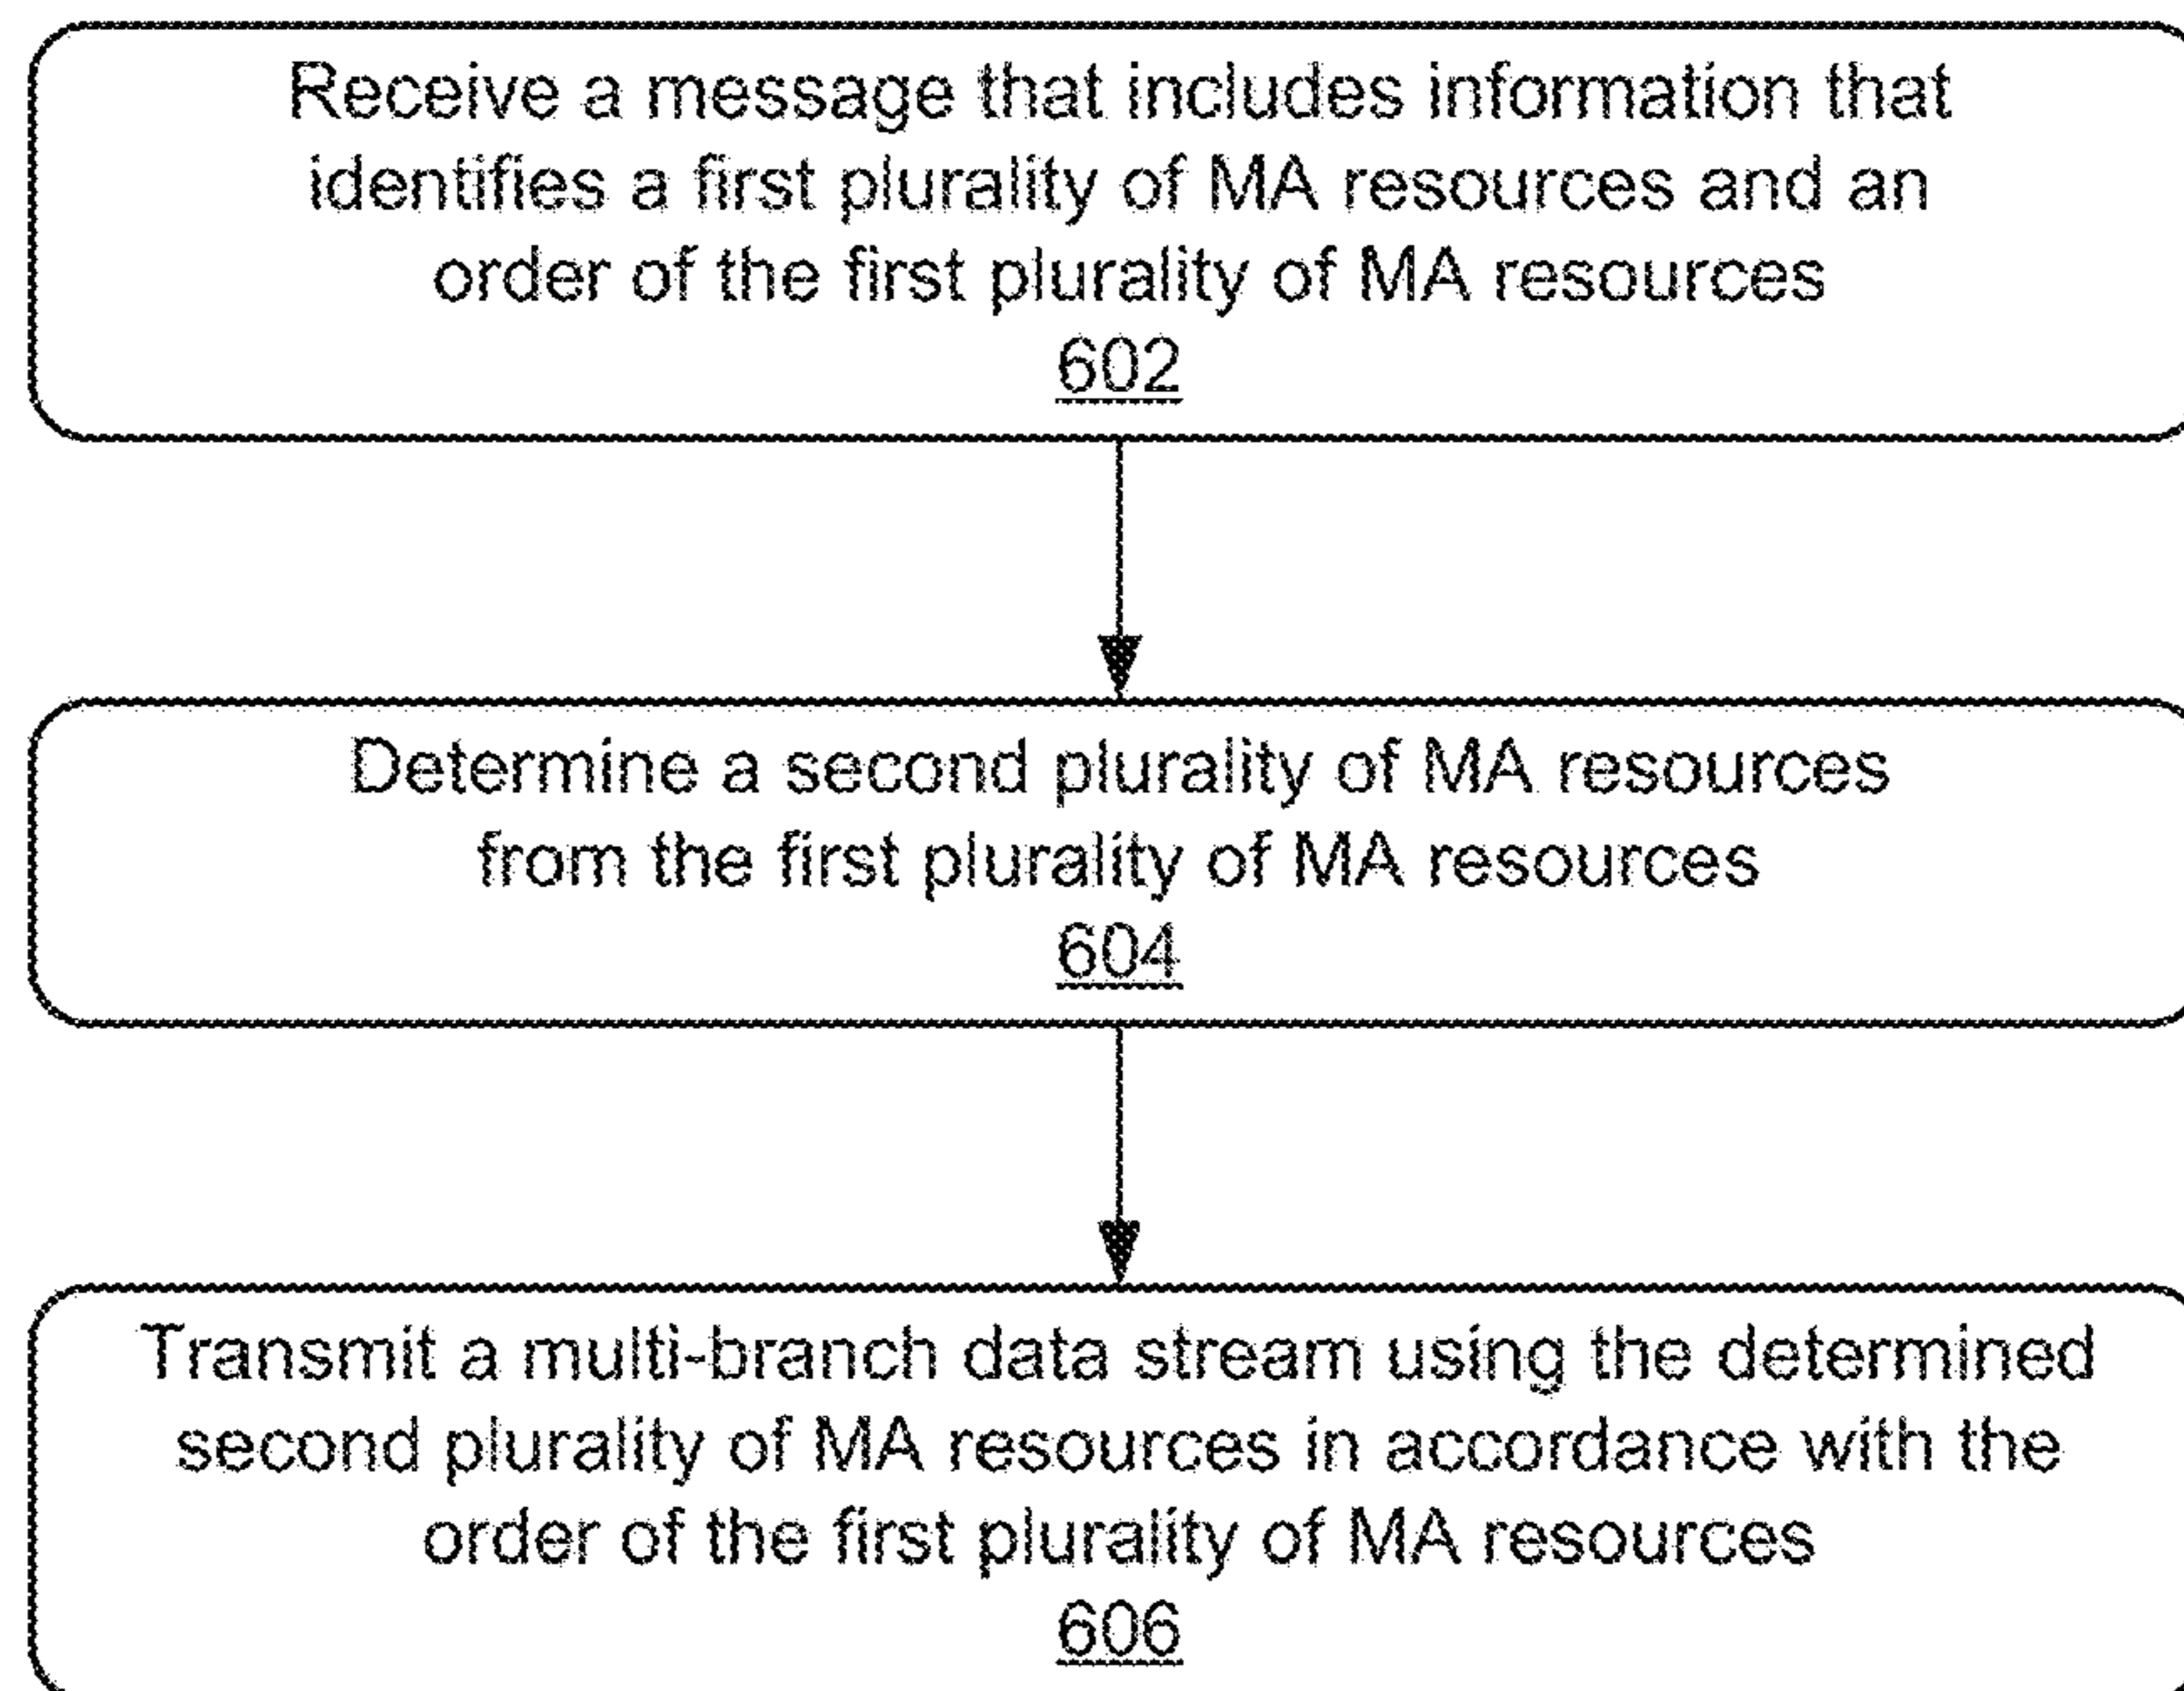 Receive a message that includes information that
identifies a first plurality of MA resources and an
order of the first plurality of MA resources
602
Determine a second plurality of MA resources
from the first plurality of MA resources
604
Transmit a multi-branch data stream using the determined
second plurality of MA resources in accordance with the
order of the first plurality of MA resources
606